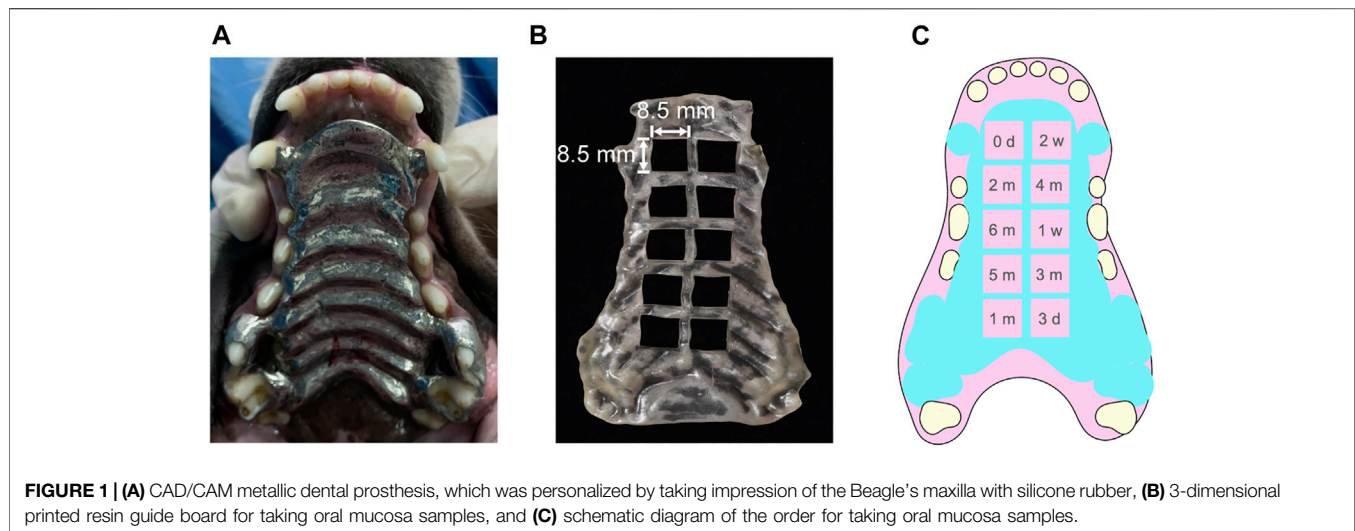 A
B
C
8.5 mm
8.5 mm
0 d 2 w
2 m 4 m
6 m 1 w
5 m 3 m
1 m 3 d
FIGURE 1 | (A) CAD/CAM metallic dental prosthesis, which was personalized by taking impression of the Beagle's maxilla with silicone rubber, (B) 3-dimensional
printed resin guide board for taking oral mucosa samples, and (C) schematic diagram of the order for taking oral mucosa samples.